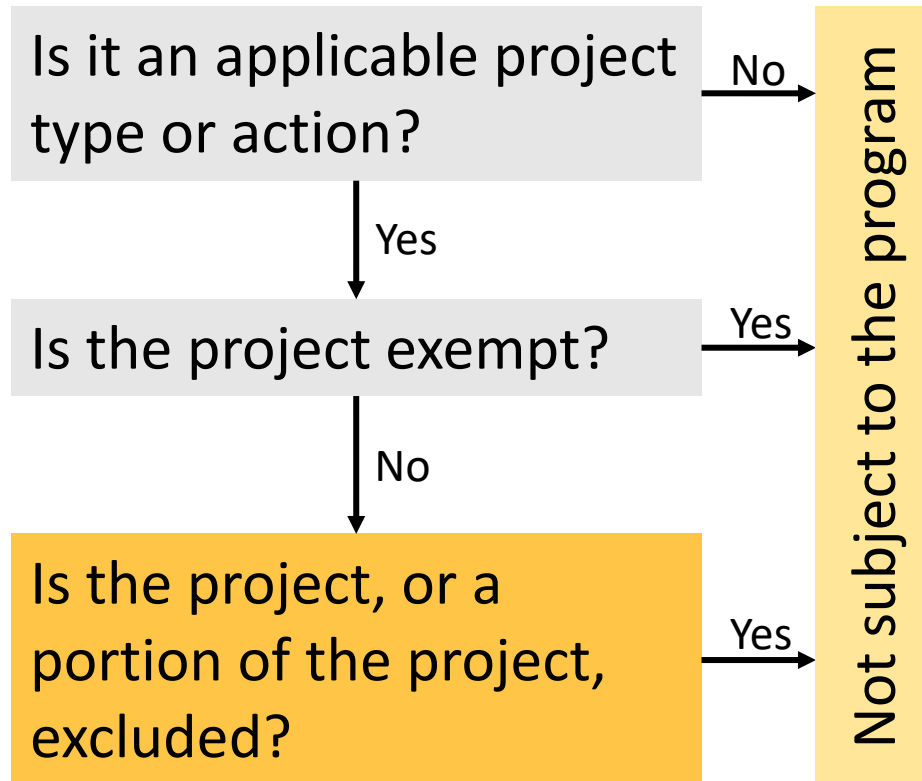 Is it an applicable project
type or action?
No
Yes
Is the project exempt?
Yes
No
Is the project, or a
portion of the project,
excluded?
Yes
Not subject to the program